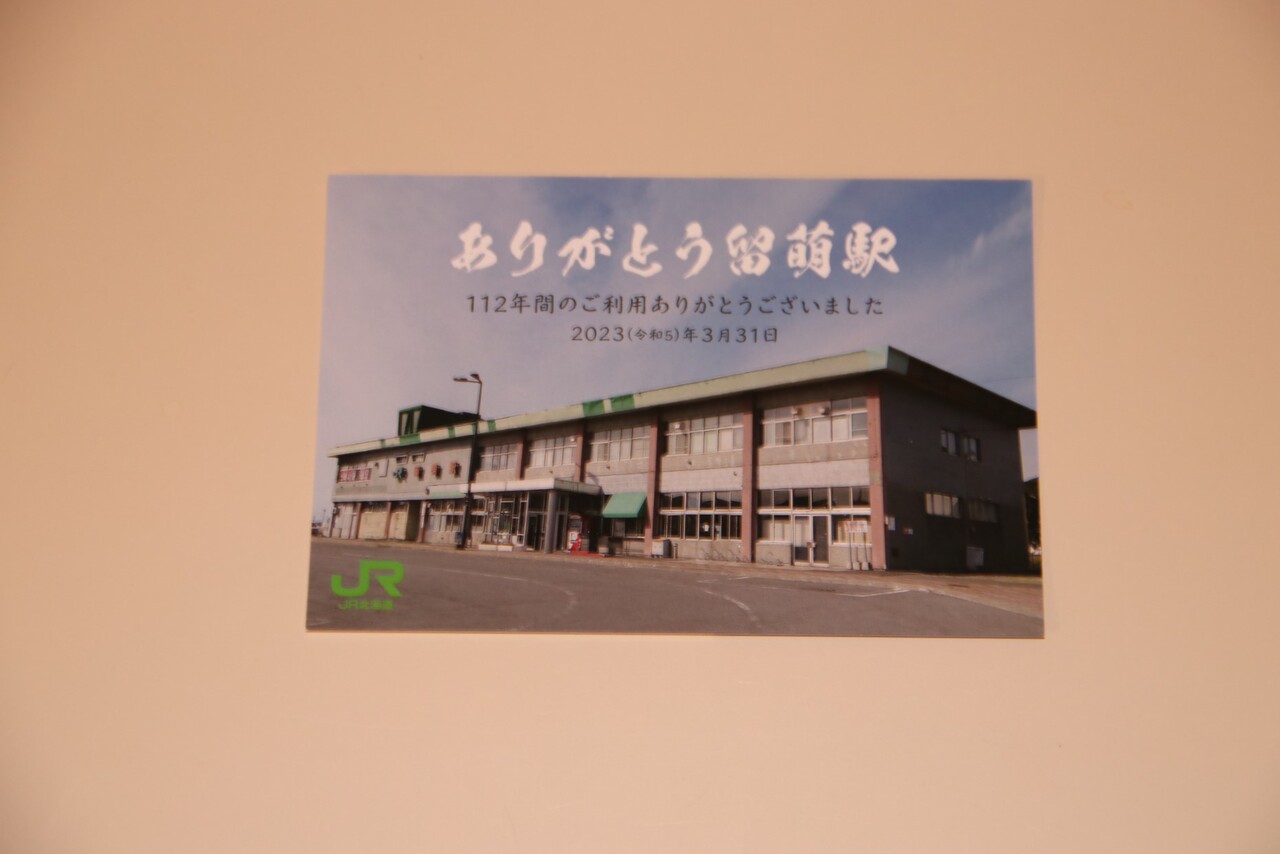 ありがとう留萌駅
112年間のご利用ありがとうございました
2023(令和5)年3月31日
JR
JR北海道